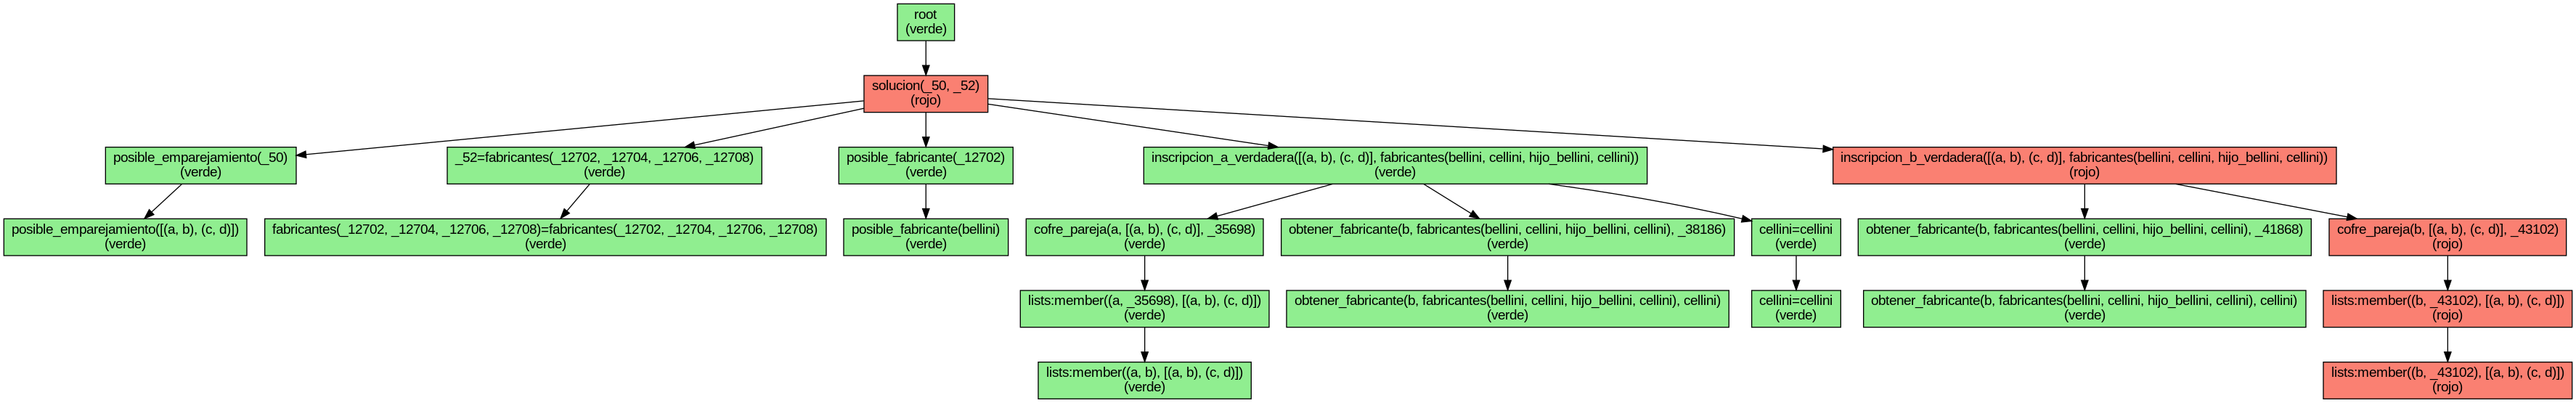 root
(verde)
solucion(_50, _52)
(rojo)
posible_emparejamiento(_50)
(verde)
_52=fabricantes(_12702, _12704, _12706, _12708)
(verde)
posible_fabricante(_12702)
(verde)
inscripcion_a_verdadera([(a, b), (c, d)], fabricantes(bellini, cellini, hijo_bellini, cellini))
(verde)
inscripcion_b_verdadera([(a, b), (c, d)], fabricantes(bellini, cellini, hijo_bellini, cellini))
(rojo)
posible_emparejamiento([(a, b), (c, d)])
(verde)
fabricantes(_12702, _12704, _12706, _12708)=fabricantes(_12702, _12704, _12706, _12708)
(verde)
posible_fabricante(bellini)
(verde)
cofre_pareja(a, [(a, b), (c, d)], _35698)
(verde)
obtener_fabricante(b, fabricantes(bellini, cellini, hijo_bellini, cellini), _38186)
(verde)
cellini=cellini
(verde)
obtener_fabricante(b, fabricantes(bellini, cellini, hijo_bellini, cellini), _41868)
(verde)
cofre_pareja(b, [(a, b), (c, d)], _43102)
(rojo)
lists:member((a, _35698), [(a, b), (c, d)])
(verde)
obtener_fabricante(b, fabricantes(bellini, cellini, hijo_bellini, cellini), cellini)
(verde)
cellini=cellini
(verde)
obtener_fabricante(b, fabricantes(bellini, cellini, hijo_bellini, cellini), cellini)
(verde)
lists:member((b, _43102), [(a, b), (c, d)])
(rojo)
lists:member((a, b), [(a, b), (c, d)])
(verde)
lists:member((b, _43102), [(a, b), (c, d)])
(rojo)